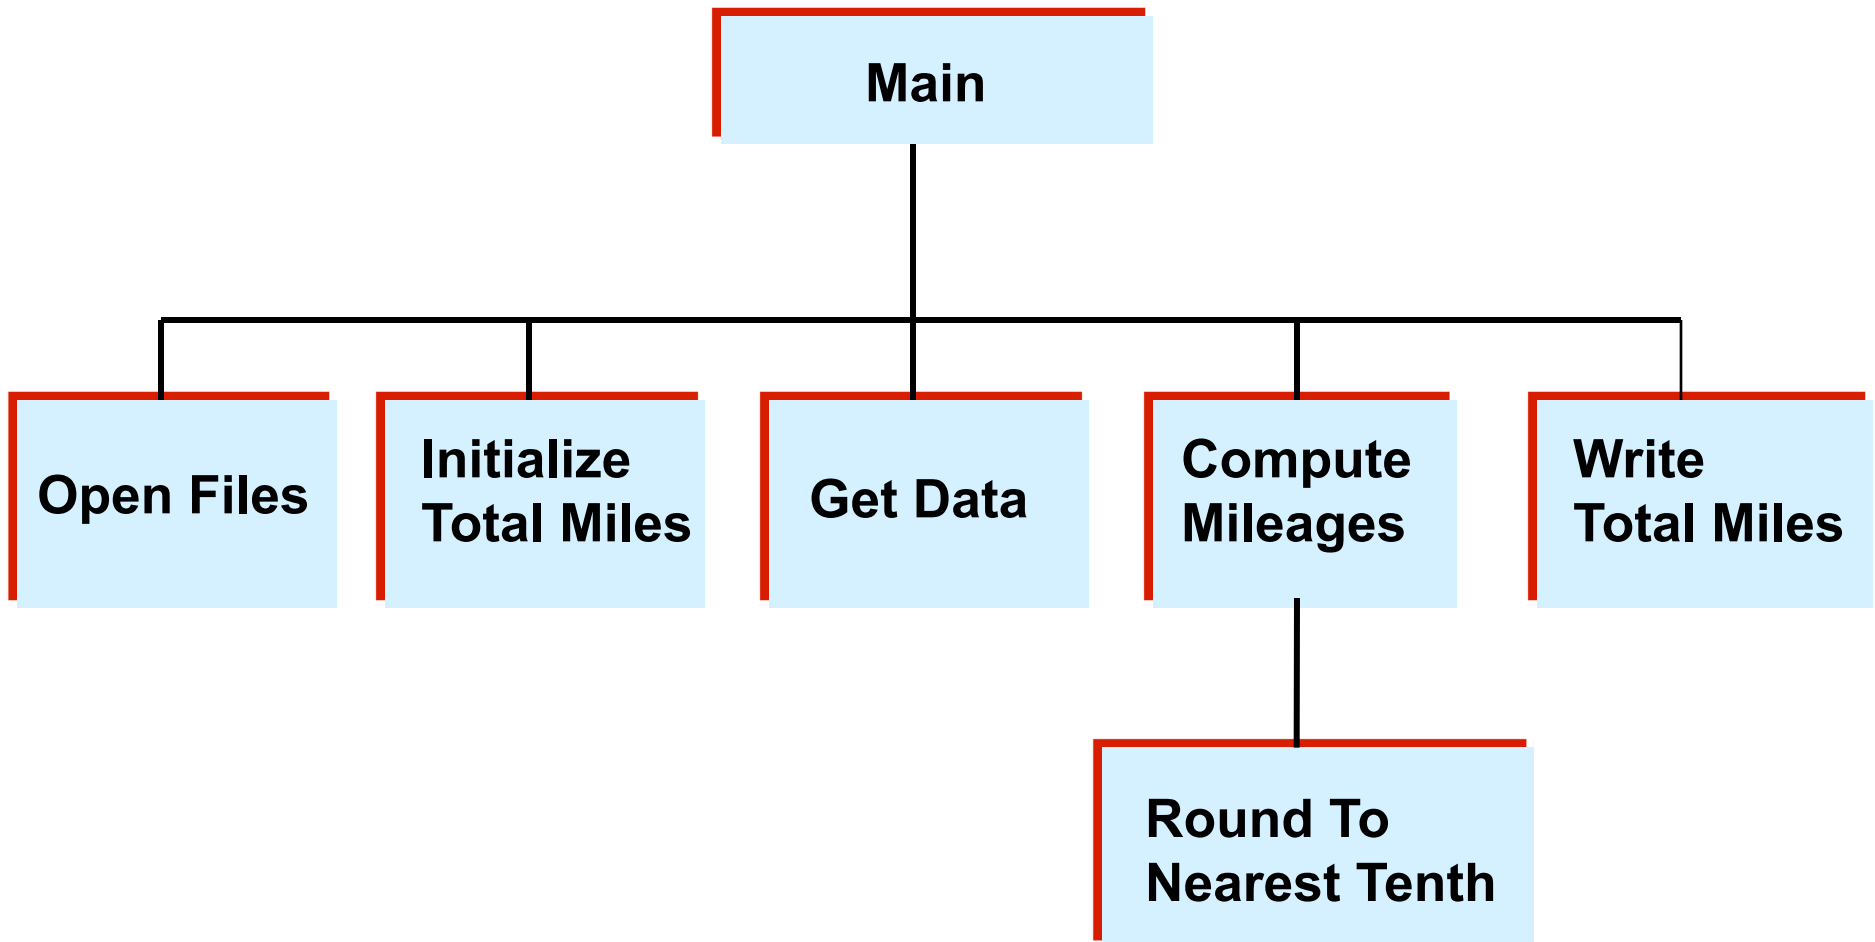 Main
Open Files
Initialize
Total Miles
Get Data
Compute
Mileages
Write
Total Miles
Round To
Nearest Tenth